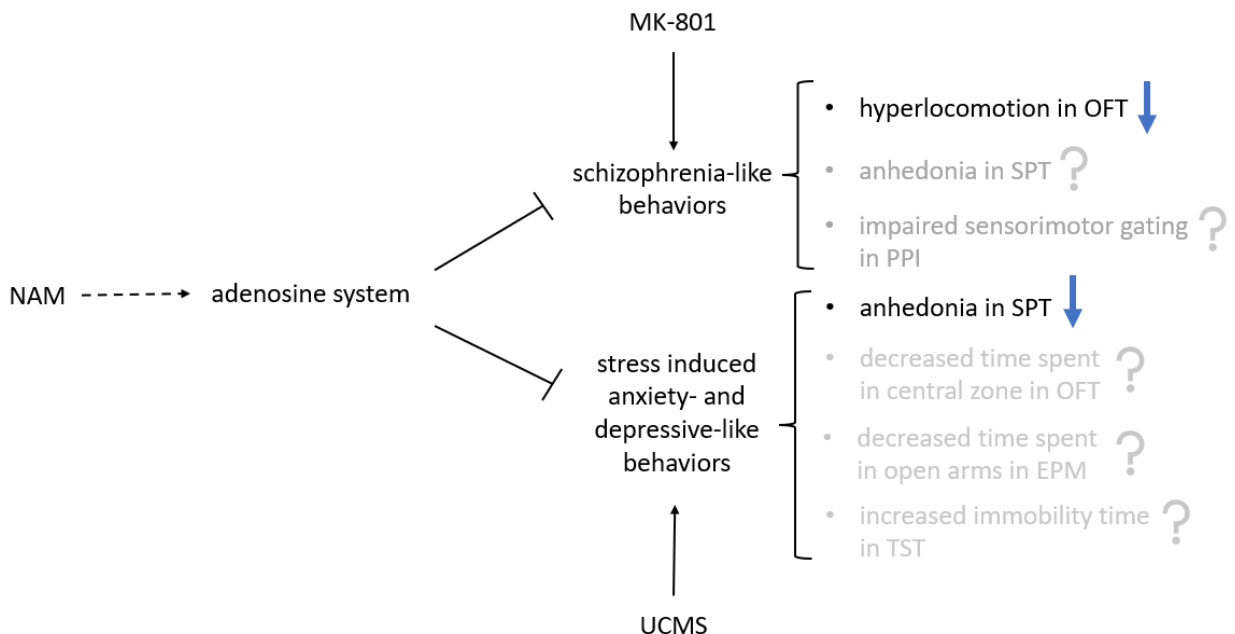 MK-801
• hyperlocomotion in OFT
• anhedonia in SPT ?
• impaired sensorimotor gating ?
in PPI
schizophrenia-like
behaviors
NAM
adenosine system
• anhedonia in SPT
• decreased time spent ?
in central zone in OFT
• decreased time spent ?
in open arms in EPM
• increased immobility time ?
in TST
stress induced
anxiety- and
depressive-like
behaviors
UCMS